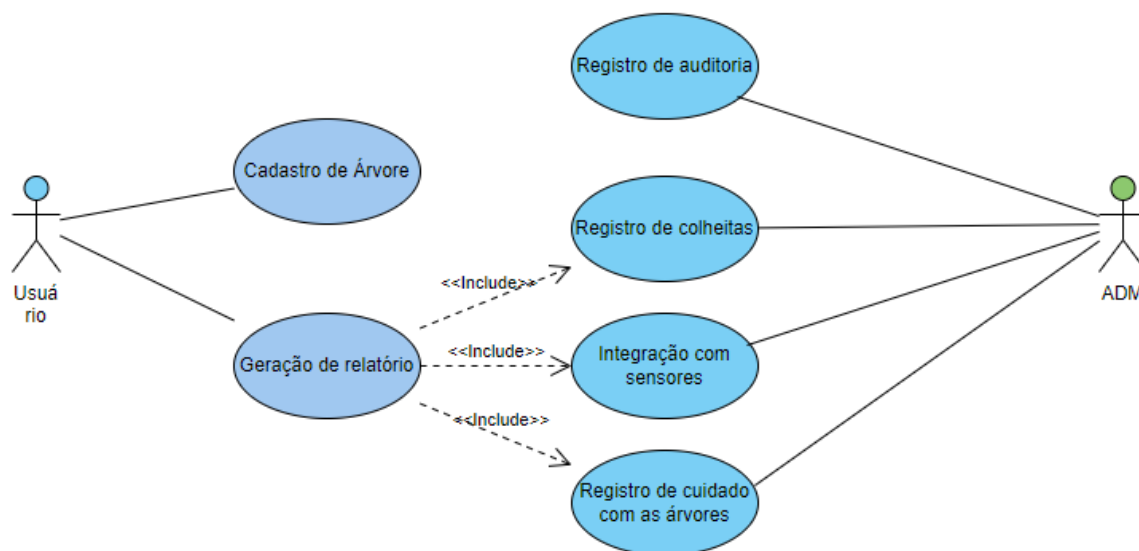 Registro de auditoria
Cadastro de Árvore
Registro de colheitas
<<Include>>
Usuá
rio
ADM
<<Include>>
Geração de relatório
Integração com
sensores
<<Include>>
Registro de cuidado
com as árvores